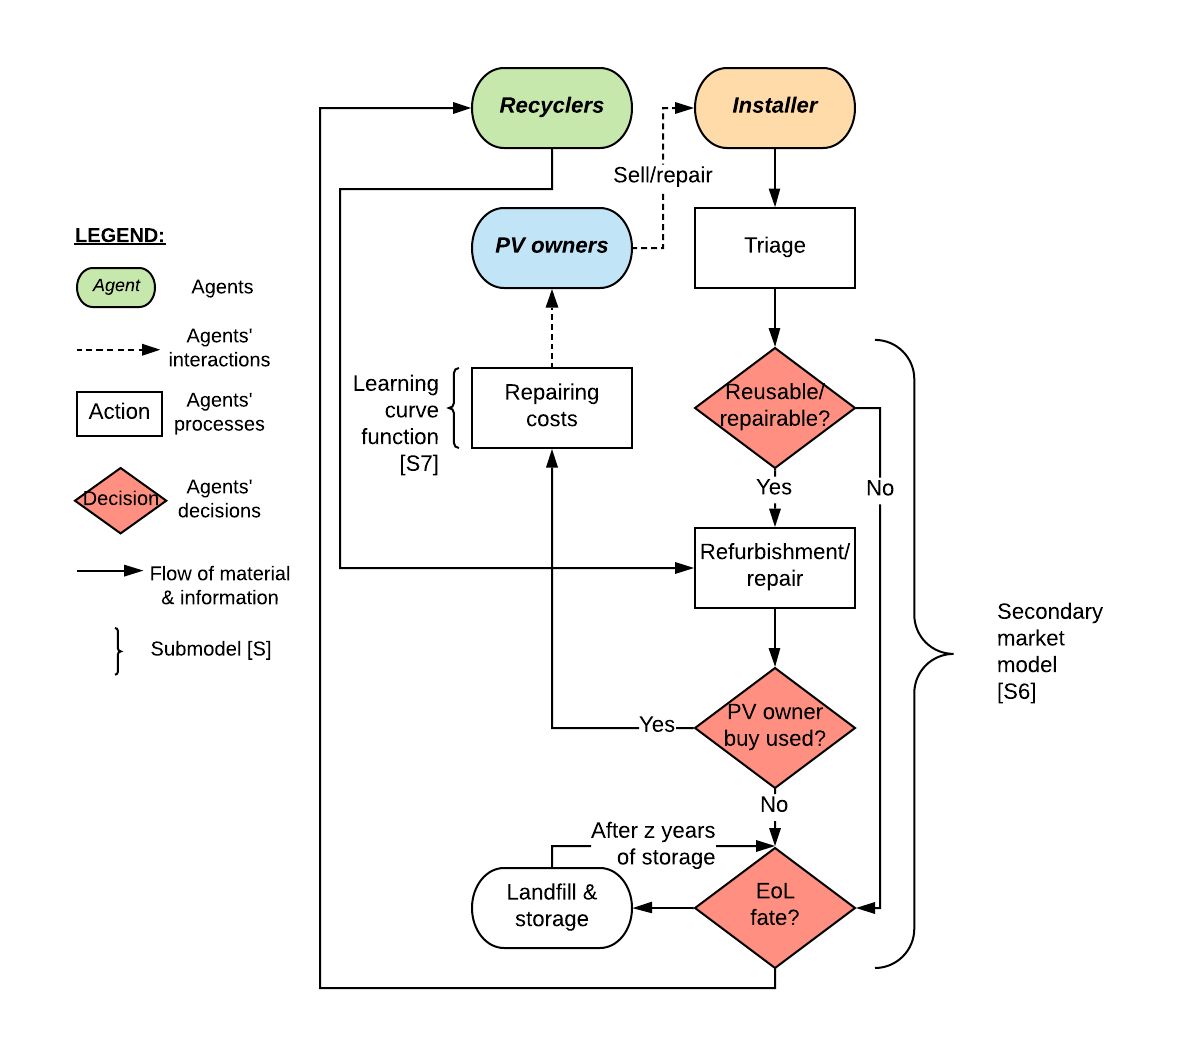 Recyclers
Installer
Sell/repair
PV owners
Triage
LEGEND:
Agent
Agents
Agents'
interactions
Action
Agents'
processes
Decision
Agents'
decisions
Flow of material
& information
Submodel [S]
Learning
curve
function
[S7]
Repairing
costs
Reusable/
repairable?
Yes
No
Refurbishment/
repair
Secondary
market
model
[S6]
PV owner
buy used?
Yes
No
After z years
of storage
Landfill &
storage
EoL
fate?